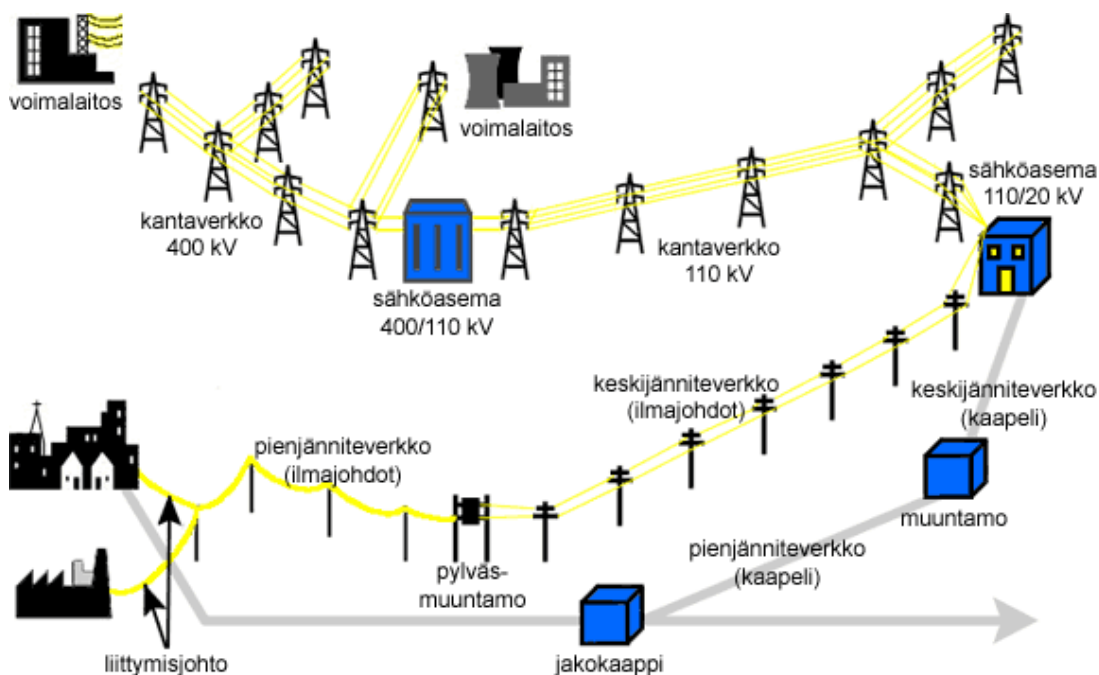 voimalaitos
voimalaitos
kantaverkko
400 kV
sähköasema
400/110 kV
kantaverkko
110 kV
sähköasema
110/20 kV
keskijänniteverkko
(ilmajohdot)
keskijänniteverkko
(kaapeli)
pienjänniteverkko
(ilmajohdot)
muuntamo
pylväs-
muuntamo
pienjänniteverkko
(kaapeli)
liittymisjohto
jakokaappi